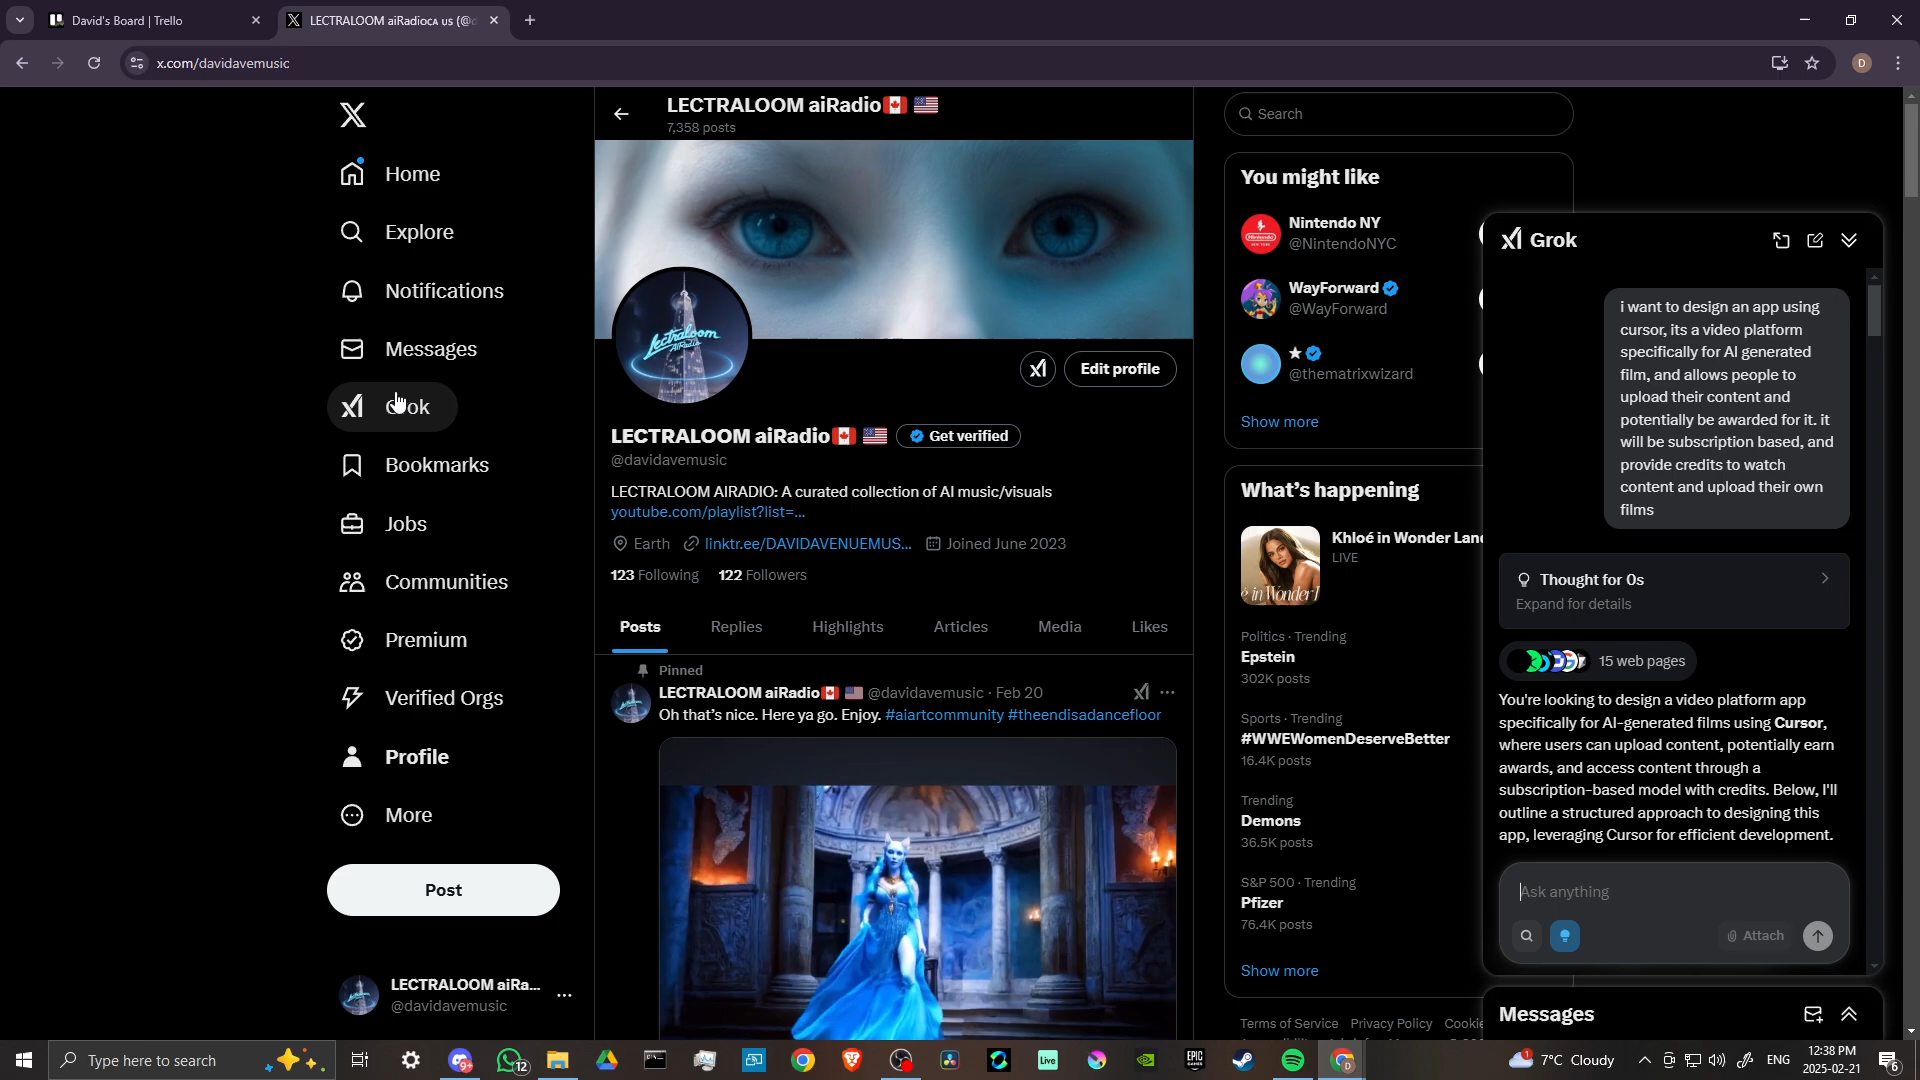 David's Board | Trello
LECTRALOOM aiRadioCA US (@d
x.com/davidavemusic
D
Home
Explore
Notifications
Messages
Grok
Bookmarks
Jobs
Communities
Premium
Verified Orgs
Profile
More
Post
LECTRALOOM aiRa...
@davidavemusic
LECTRALOOM aiRadio
7,358 posts
Lectraloom
AiRadio
Edit profile
LECTRALOOM aiRadio
Get verified
@davidavemusic
LECTRALOOM AIRADIO: A curated collection of AI music/visuals
youtube.com/playlist?list=...
Earth linktr.ee/DAVIDAVENUEMUS... Joined June 2023
123 Following 122 Followers
Posts Replies Highlights Articles Media Likes
Pinned
LECTRALOOM aiRadio @davidavemusic · Feb 20
Oh that's nice. Here ya go. Enjoy. #aiartcommunity #theendisadancefloor
Search
You might like
Nintendo NY
@NintendoNYC
WayForward
@WayForward
★
@thematrixwizard
Show more
What's happening
Khloé in Wonder Land
LIVE
Politics · Trending
Epstein
302K posts
Sports · Trending
#WWEWomenDeserveBetter
16.4K posts
Trending
Demons
36.5K posts
S&P 500 · Trending
Pfizer
76.4K posts
Show more
Terms of Service Privacy Policy Cookie
Grok
i want to design an app using
cursor, its a video platform
specifically for AI generated
film, and allows people to
upload their content and
potentially be awarded for it. it
will be subscription based, and
provide credits to watch
content and upload their own
films
Thought for 0s
Expand for details
15 web pages
You're looking to design a video platform app
specifically for AI-generated films using Cursor,
where users can upload content, potentially earn
awards, and access content through a
subscription-based model with credits. Below, I'll
outline a structured approach to designing this
app, leveraging Cursor for efficient development.
Ask anything
Attach
Messages
Type here to search
9+
12
Live
EPIC
GAMES
D
1
7°C Cloudy
ENG
12:38 PM
2025-02-21
6